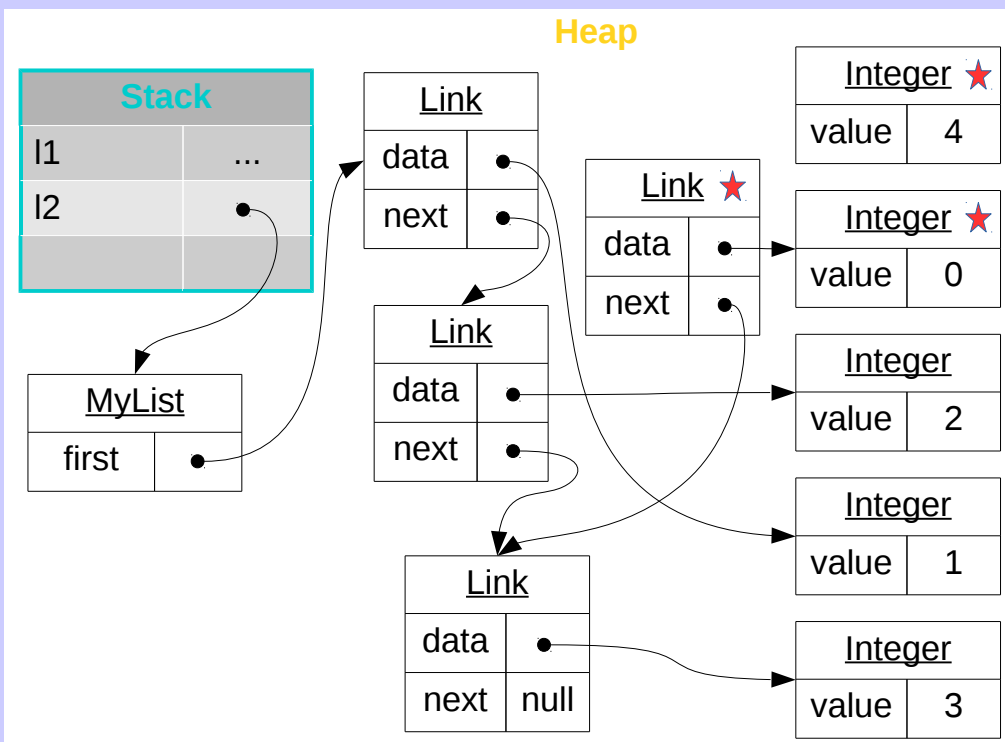 Heap
Stack
l1 ...
l2
MyList
first
Link
data
next
Link
data
next
Link
data
next null
Link
data
next
Integer
value 4
Integer
value 0
Integer
value 2
Integer
value 1
Integer
value 3